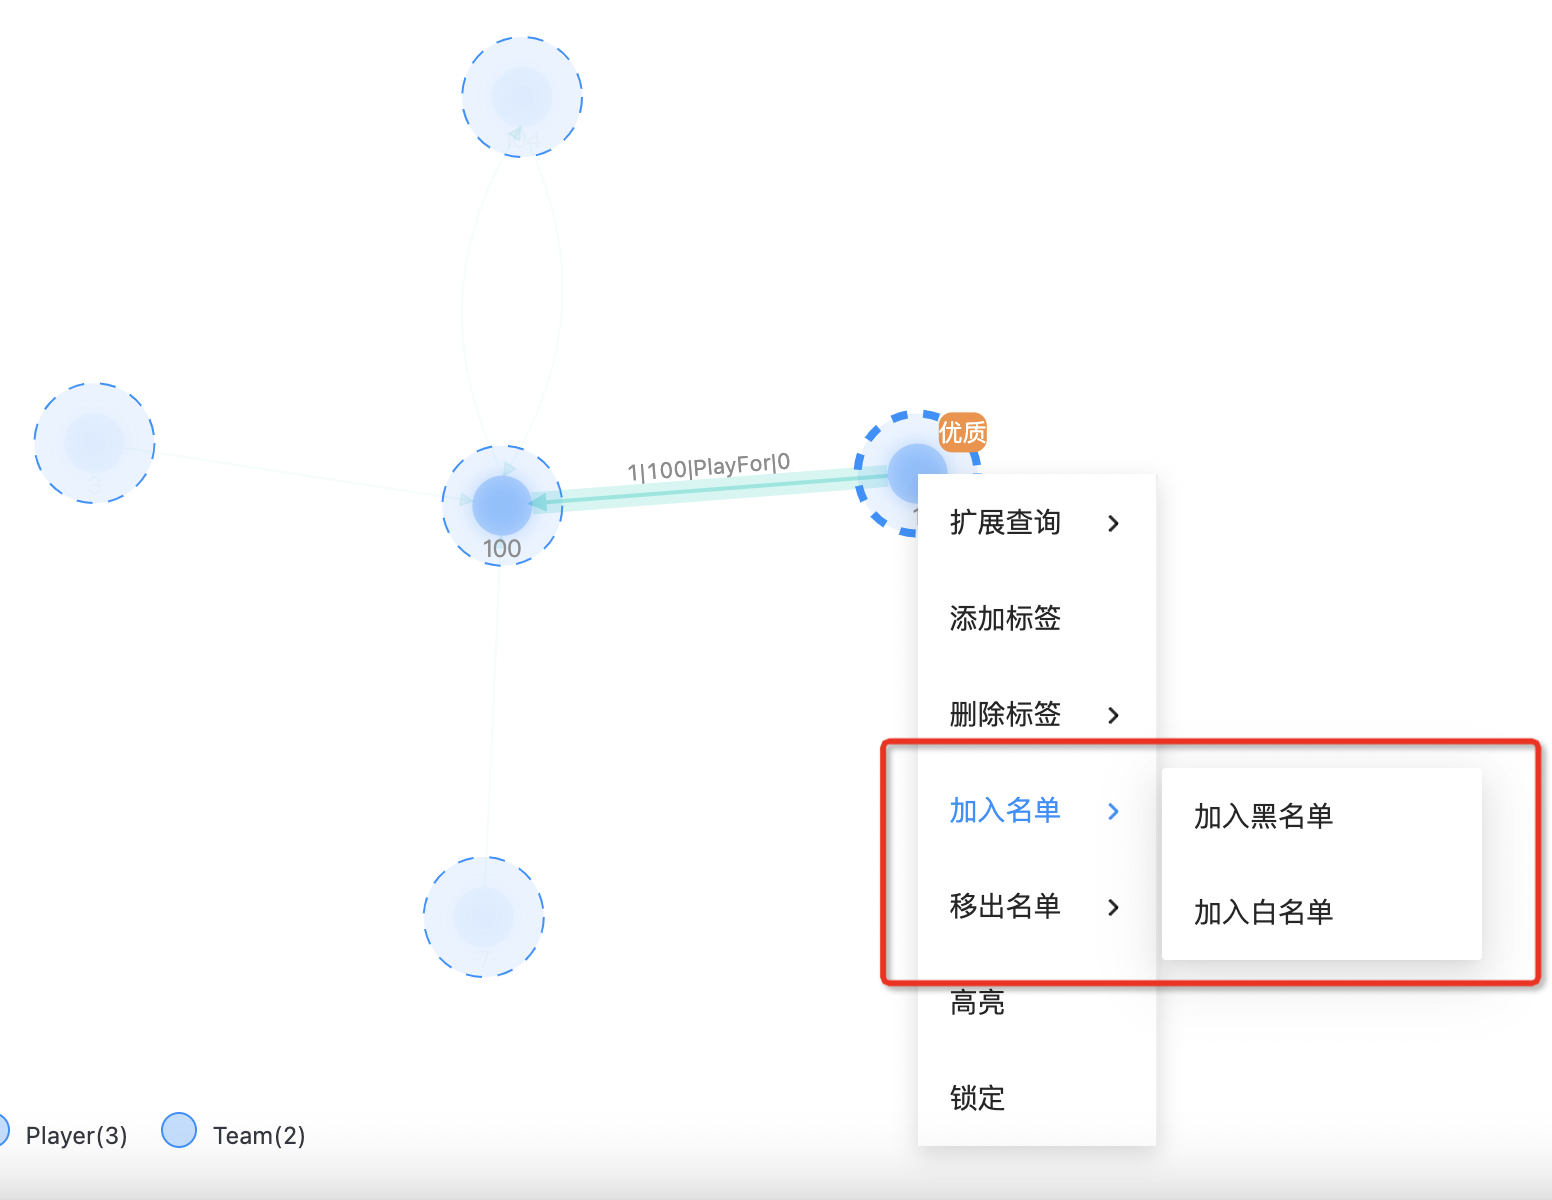 3
优质
1|100|PlayFor|0
100
扩展查询
添加标签
删除标签
加入名单
加入黑名单
移出名单
加入白名单
高亮
锁定
7
Player(3)
Team(2)